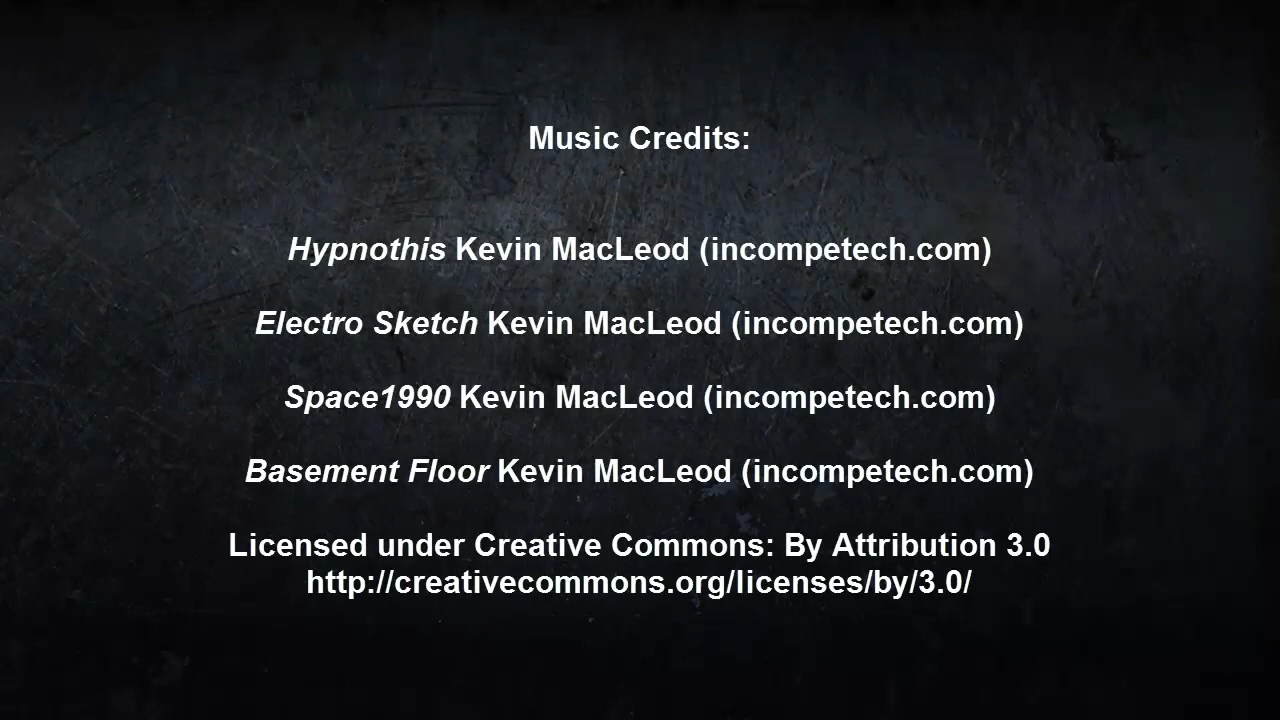 Music Credits:
Hypnothis Kevin MacLeod (incompetech.com)
Electro Sketch Kevin MacLeod (incompetech.com)
Space1990 Kevin MacLeod (incompetech.com)
Basement Floor Kevin MacLeod (incompetech.com)
Licensed under Creative Commons: By Attribution 3.0
http://creativecommons.org/licenses/by/3.0/